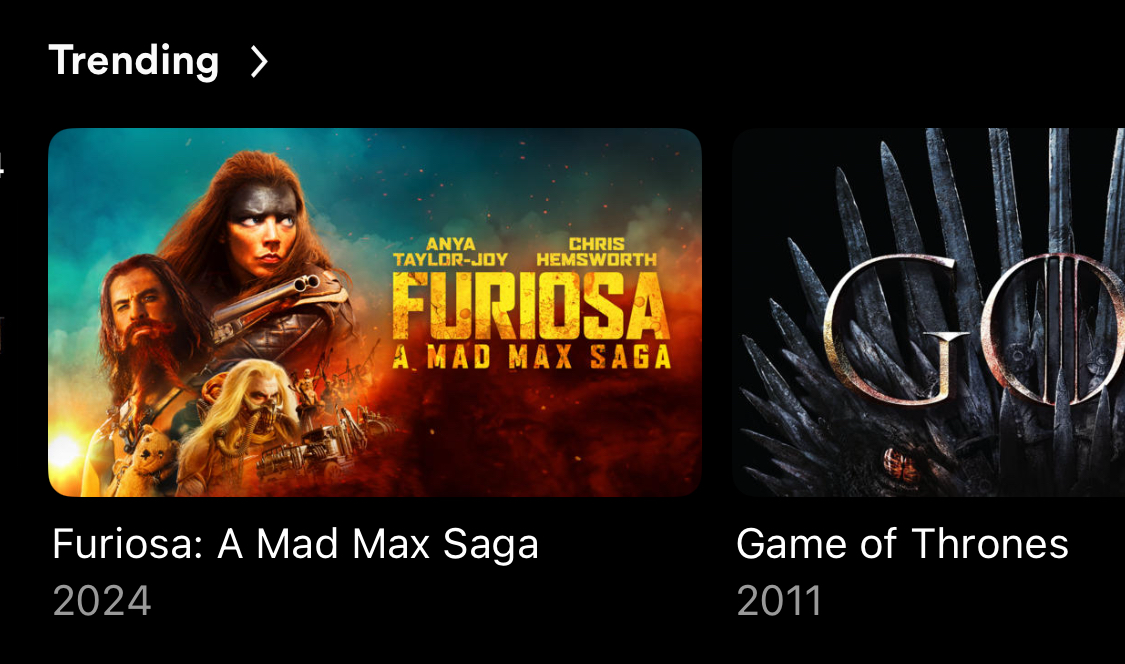 Trending
ANYA CHRIS
TAYLOR-JOY HEMSWORTH
FURIOSA
A MAD MAX SAGA
GO
Furiosa: A Mad Max Saga
Game of Thrones
2024
2011